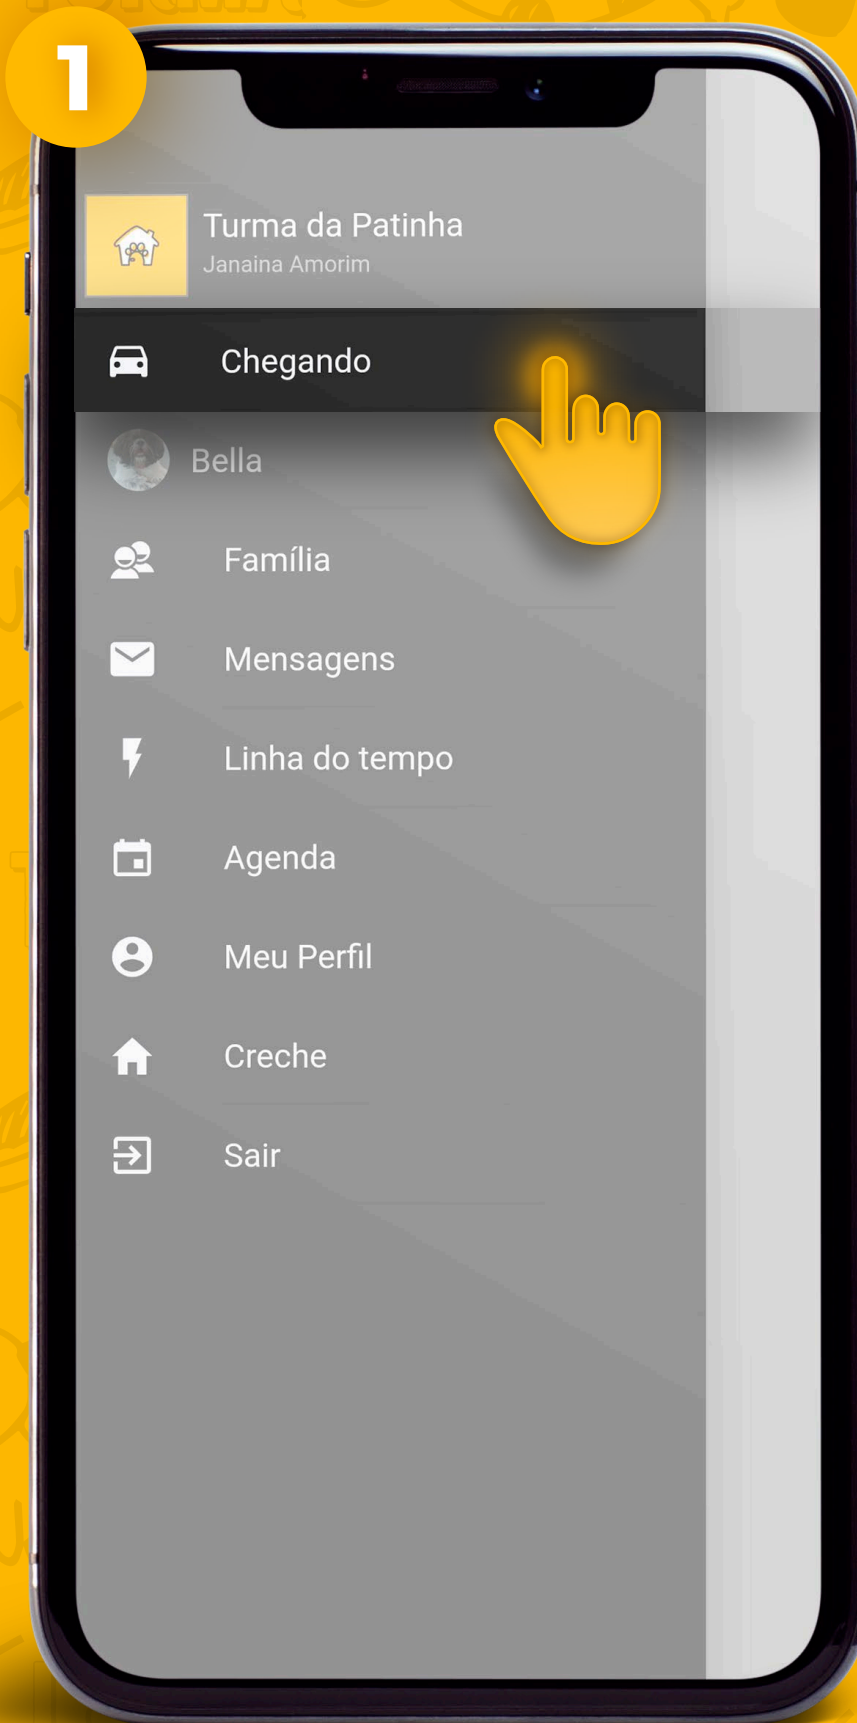 1
Turma da Patinha
Janaina Amorim
Chegando
Bella
Família
Mensagens
Linha do tempo
Agenda
Meu Perfil
Creche
Sair